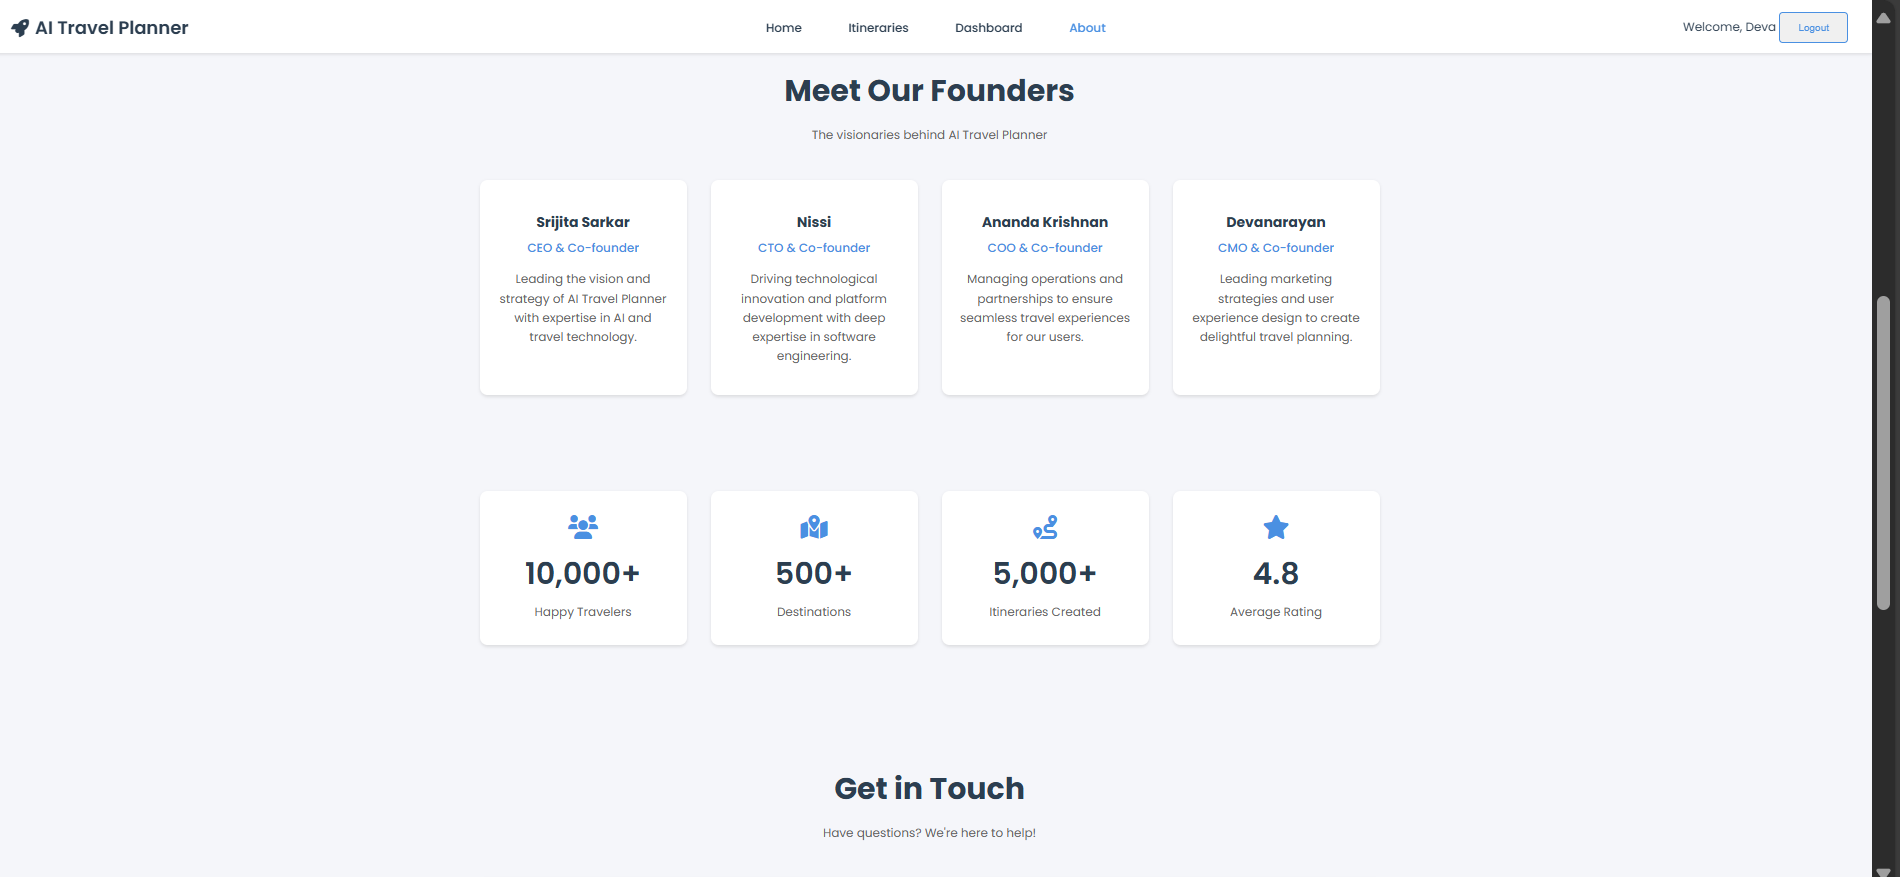 AI Travel Planner
Home
Itineraries
Dashboard
About
Welcome, Deva
Logout
Meet Our Founders
The visionaries behind AI Travel Planner
Srijita Sarkar
CEO & Co-founder
Leading the vision and
strategy of AI Travel Planner
with expertise in AI and
travel technology.
Nissi
CTO & Co-founder
Driving technological
innovation and platform
development with deep
expertise in software
engineering.
Ananda Krishnan
COO & Co-founder
Managing operations and
partnerships to ensure
seamless travel experiences
for our users.
Devanarayan
CMO & Co-founder
Leading marketing
strategies and user
experience design to create
delightful travel planning.
10,000+
Happy Travelers
500+
Destinations
5,000+
Itineraries Created
4.8
Average Rating
Get in Touch
Have questions? We're here to help!